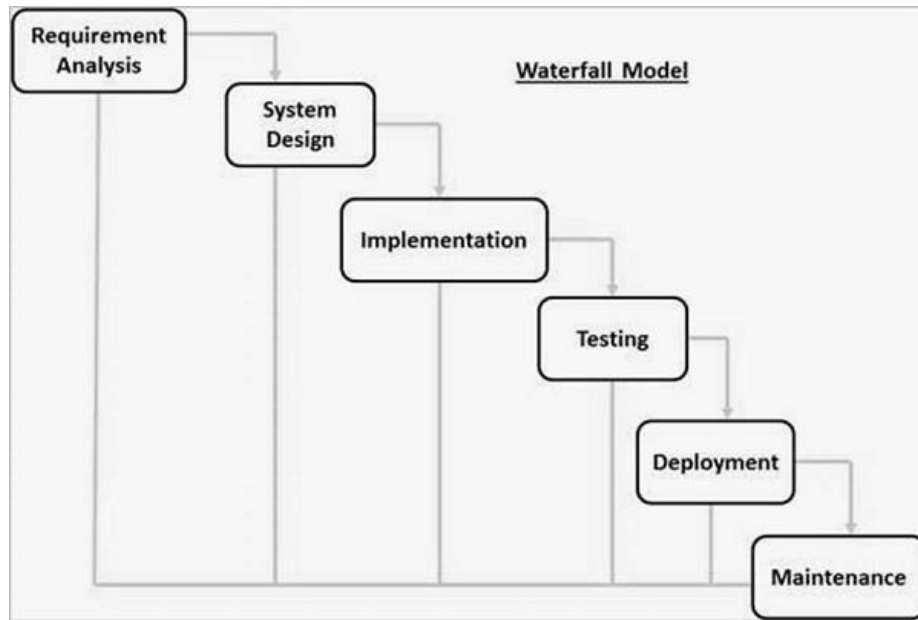 Requirement
Analysis
Waterfall Model
System
Design
Implementation
Testing
Deployment
Maintenance